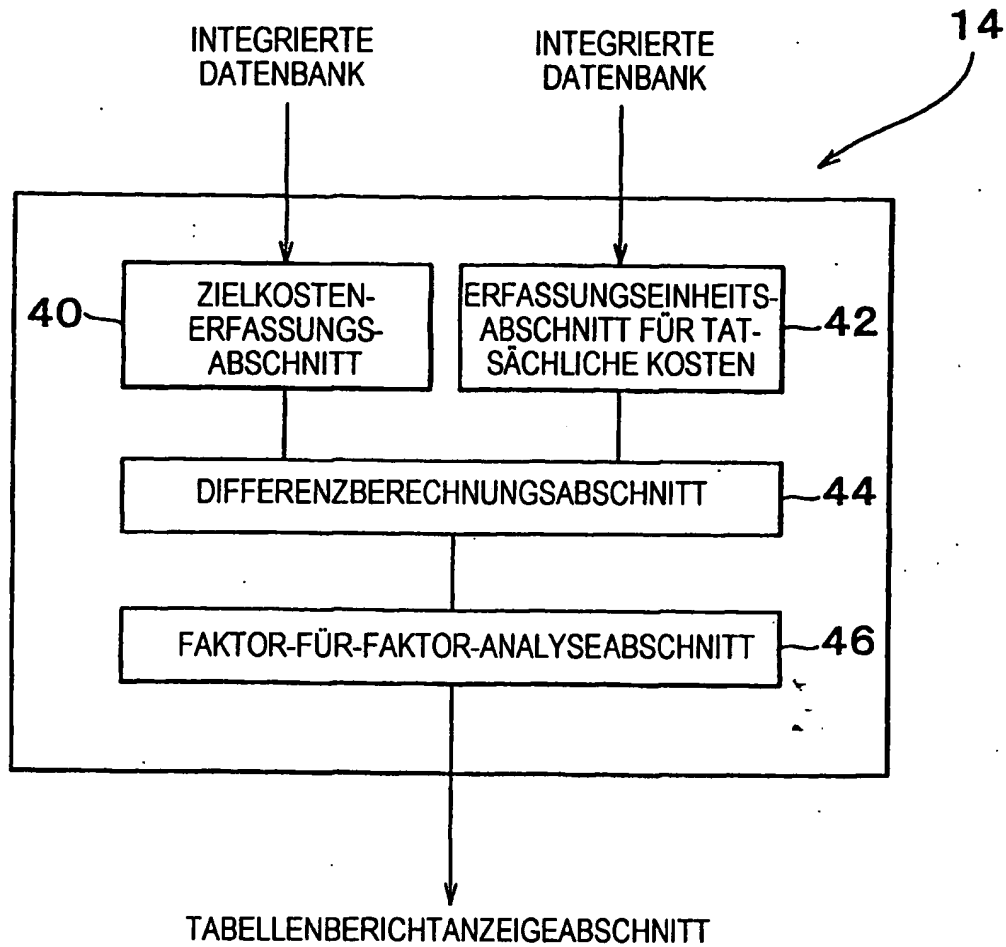 INTEGRIERTE
DATENBANK
INTEGRIERTE
DATENBANK
14
40
ZIELKOSTEN-
ERFASSUNGS-
ABSCHNITT
ERFASSUNGSEINHEITS-
ABSCHNITT FÜR TAT-
SÄCHLICHE KOSTEN
42
DIFFERENZBERECHNUNGSABSCHNITT
44
FAKTOR-FÜR-FAKTOR-ANALYSEABSCHNITT
46
TABELLENBERICHTANZEIGEABSCHNITT